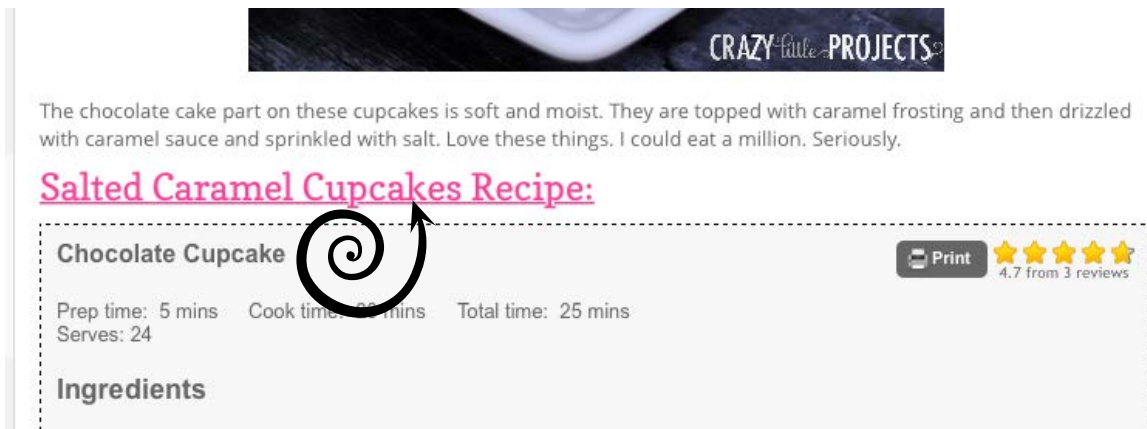 CRAZY little PROJECTS
The chocolate cake part on these cupcakes is soft and moist. They are topped with caramel frosting and then drizzled
with caramel sauce and sprinkled with salt. Love these things. I could eat a million. Seriously.
Salted Caramel Cupcakes Recipe:
Chocolate Cupcake
Print
4.7 from 3 reviews
Prep time: 5 mins Cook time: mins Total time: 25 mins
Serves: 24
Ingredients